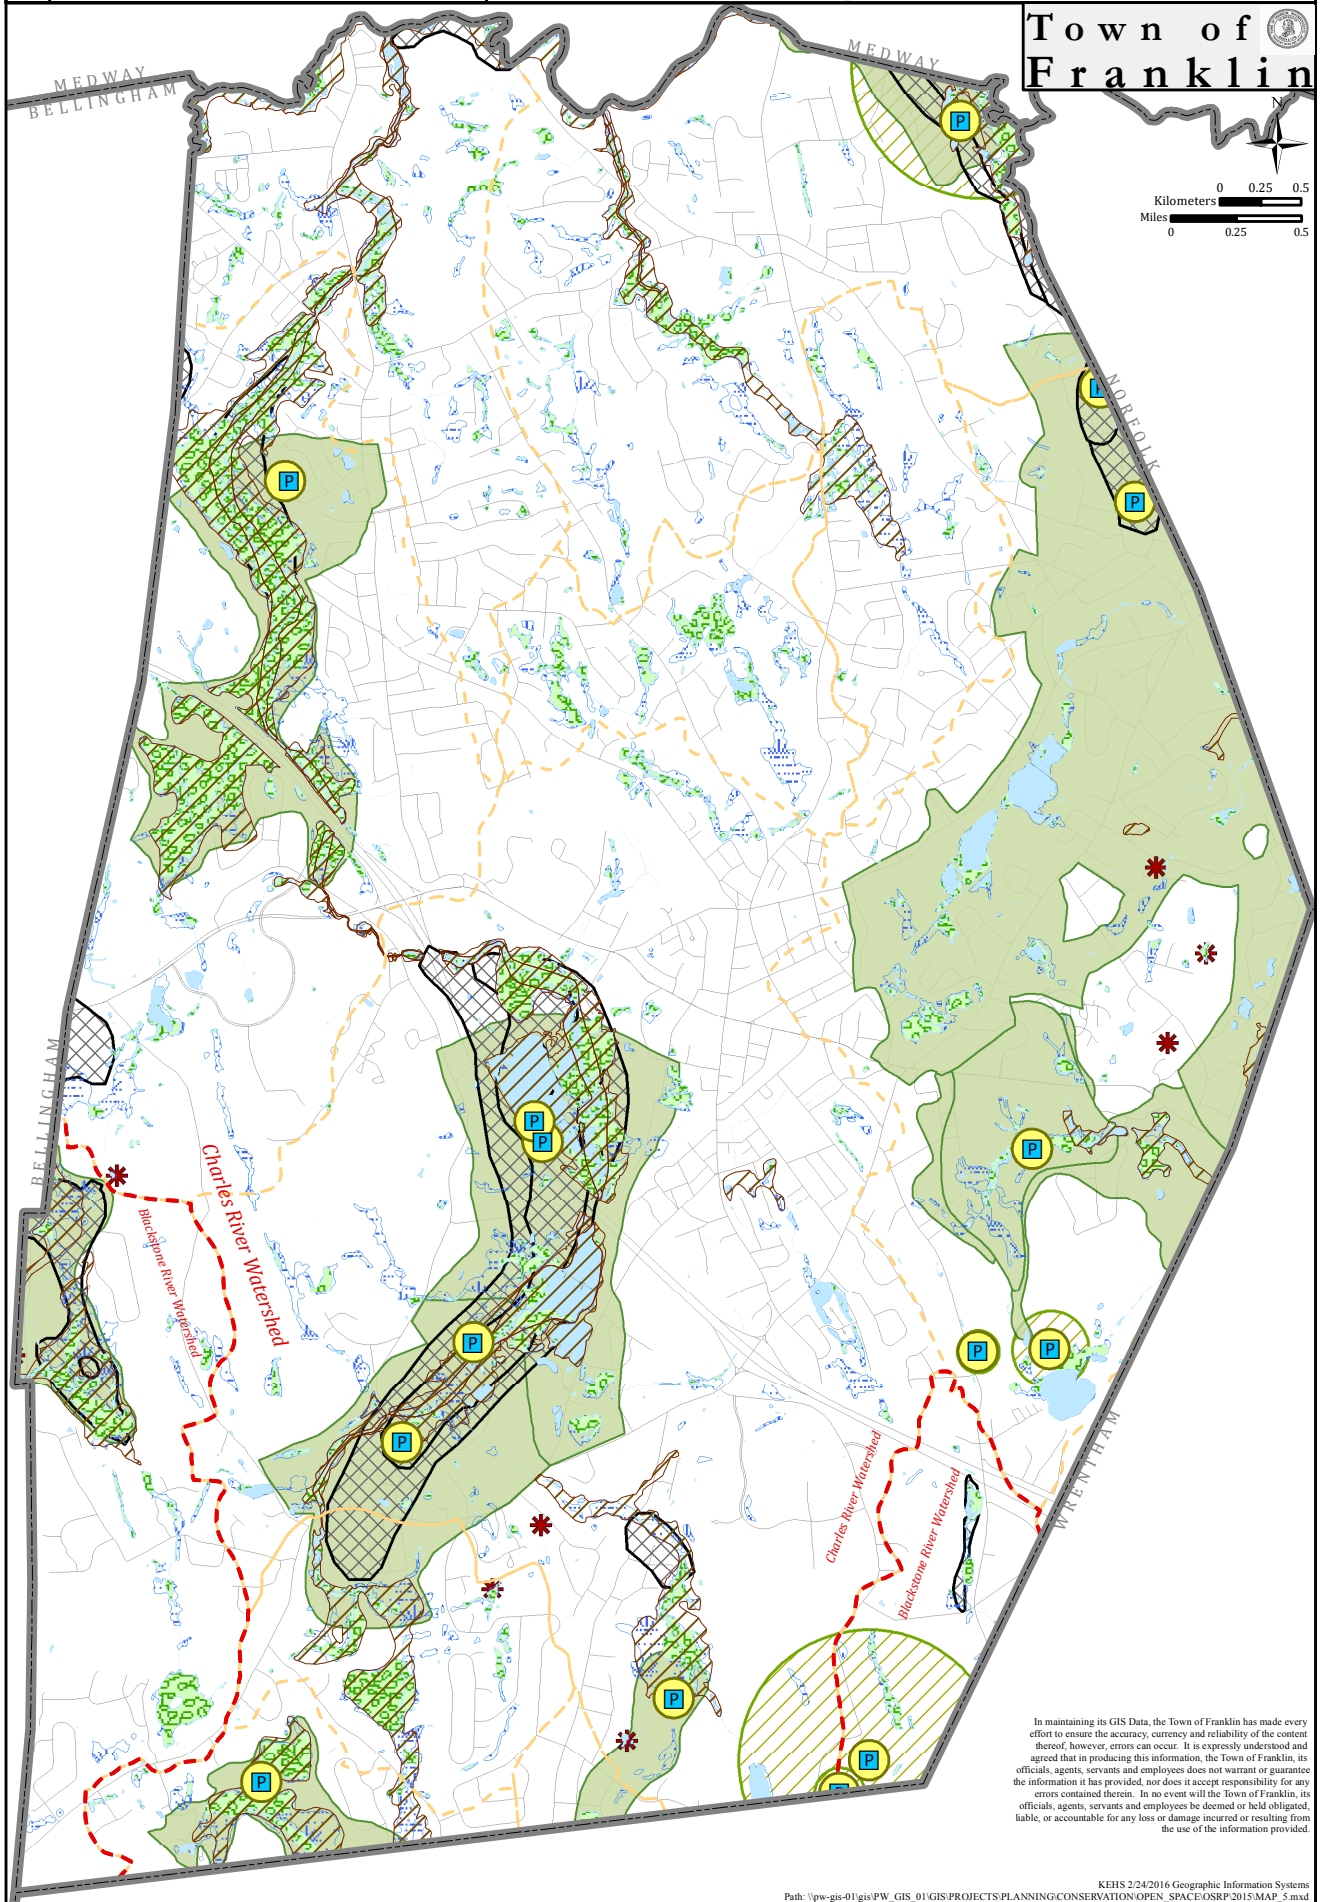 Town of
Franklin
MEDWAY
BELLINGHAM
MEDWAY
N
0 0.25 0.5
Kilometers
Miles
0 0.25 0.5
NORFOLK
P
P
P
P
P
P
BELLINGHAM
Charles River Watershed
Blackstone River Watershed
P
P
P
P
P
P
WRENTHAM
Charles River Watershed
Blackstone River Watershed
P
P
P
In maintaining its GIS Data, the Town of Franklin has made every
effort to ensure the accuracy, currency and reliability of the content
thereof, however, errors can occur. It is expressly understood and
agreed that in producing this information, the Town of Franklin, its
officials, agents, servants and employees does not warrant or guarantee
the information it has provided, nor does it accept responsibility for any
errors contained therein. In no event will the Town of Franklin, its
officials, agents, servants and employees be deemed or held obligated,
liable, or accountable for any loss or damage incurred or resulting from
the use of the information provided.
KEHS 2/24/2016 Geographic Information Systems
Path: \\pw-gis-01\gis\PW_GIS_01\GIS\PROJECTS\PLANNING\CONSERVATION\OPEN_SPACE\OSRP\2015\MAP_5.mxd